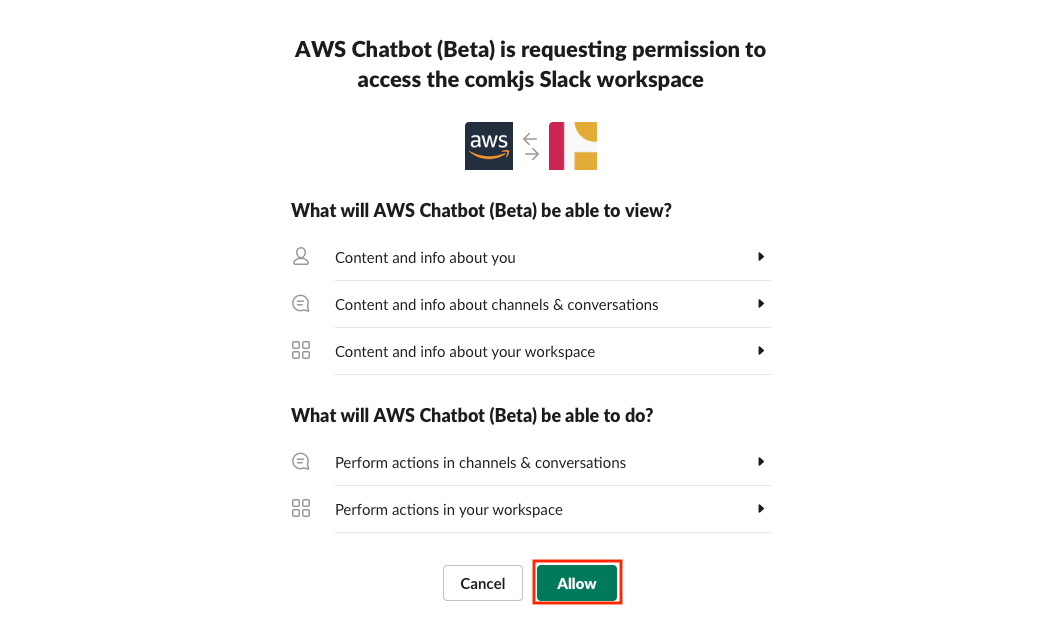 AWS Chatbot (Beta) is requesting permission to
access the comkjs Slack workspace
aws
What will AWS Chatbot (Beta) be able to view?
Content and info about you
Content and info about channels & conversations
Content and info about your workspace
What will AWS Chatbot (Beta) be able to do?
Perform actions in channels & conversations
Perform actions in your workspace
Cancel
Allow